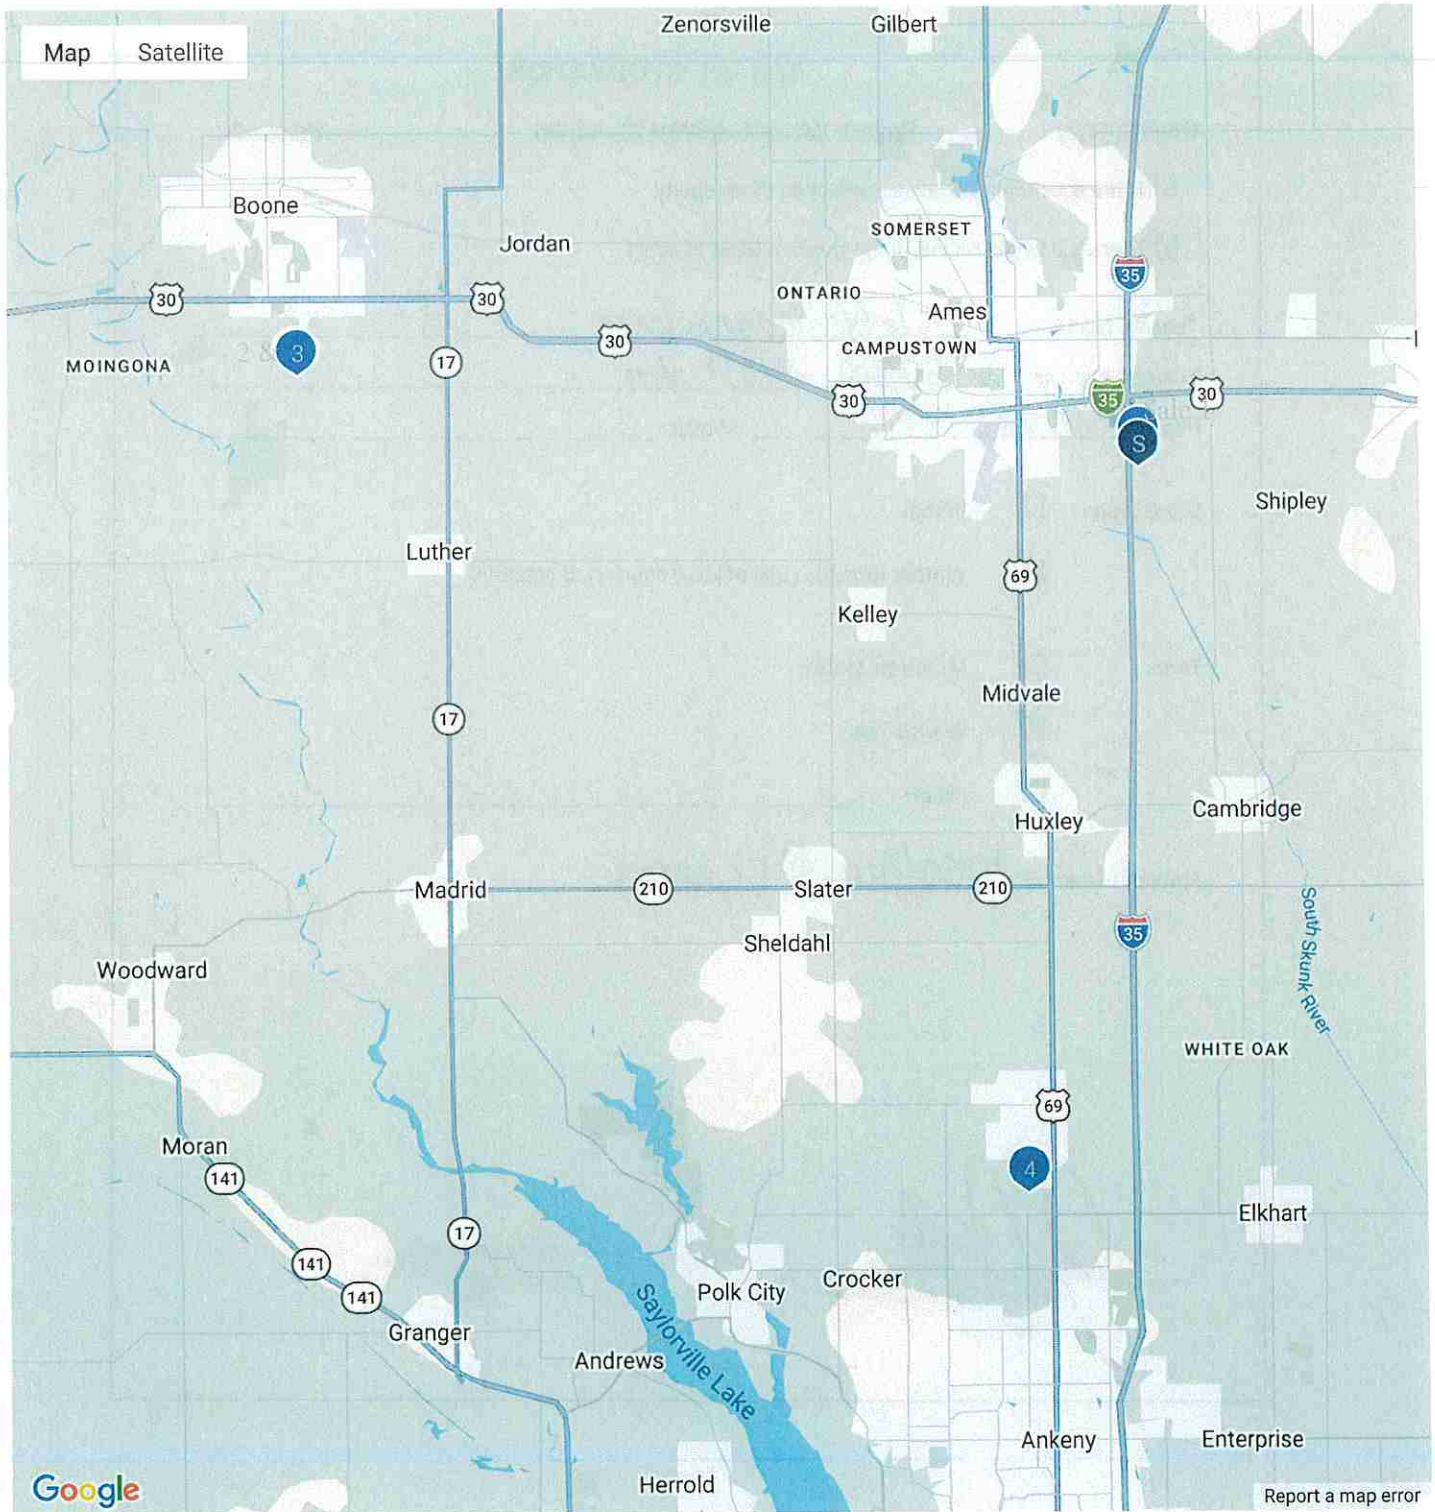 Zenorsville
Gilbert
Map
Satellite
Boone
SOMERSET
Jordan
35
ONTARIO
30
30
Ames
30
CAMPUSTOWN
2 & 3
17
MOINGONA
35
30
30
S
Shipley
Luther
69
Kelley
Midvale
17
Cambridge
Huxley
Madrid
210
Slater
210
35
Sheldahl
South Skunk River
Woodward
WHITE OAK
69
Moran
4
141
Elkhart
17
141
Crocker
Polk City
141
Saylorville Lake
Granger
Andrews
Ankeny
Enterprise
Herrold
Google
Report a map error